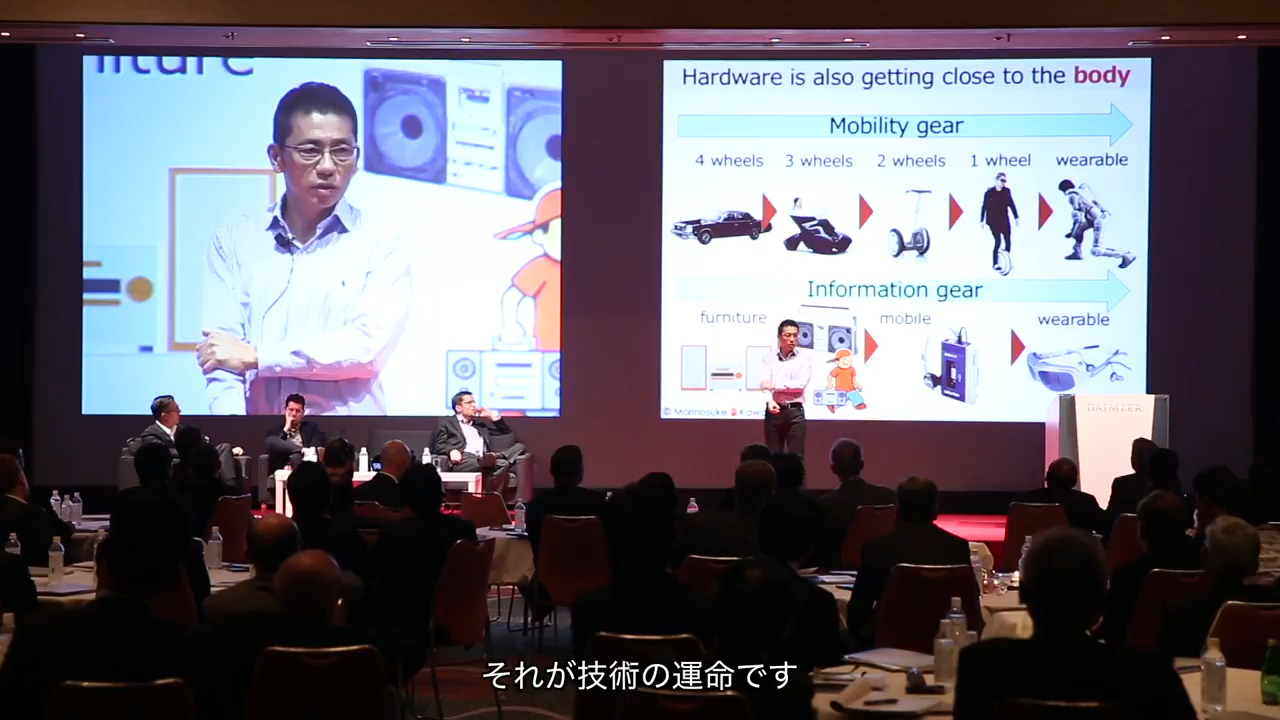 Hardware is also getting close to the body
Mobility gear
4 wheels 3 wheels 2 wheels 1 wheel wearable
Information gear
furniture mobile wearable
© Morinosuke
DAIMLER
それが技術の運命です